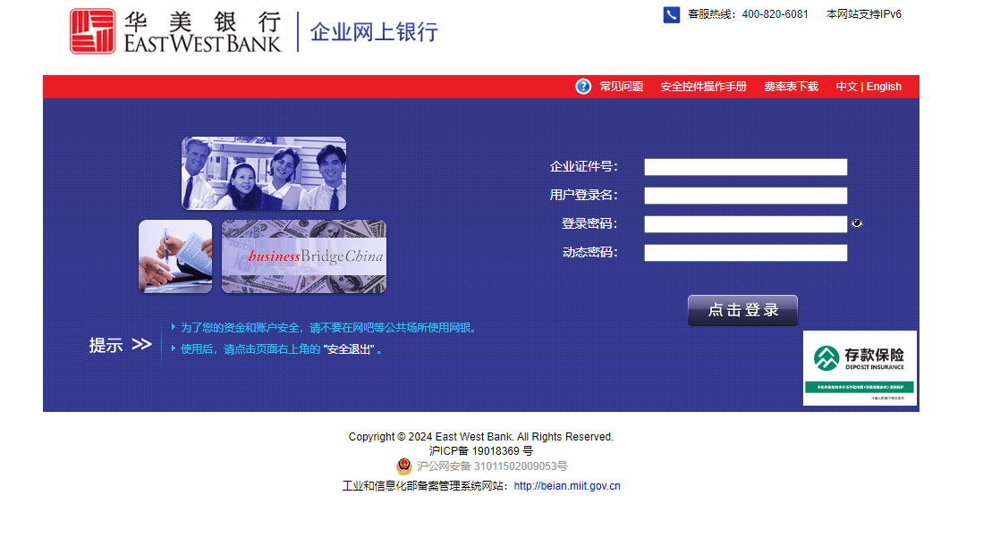 华美银行
EAST WEST BANK
企业网上银行
客服热线：400-820-6081 本网站支持IPv6
? 常见问题 安全控件操作手册 费率表下载 中文 | English
企业证件号：
用户登录名：
登录密码：
动态密码：
businessBridgeChina
点击登录
提示 >>
为了您的资金和账户安全，请不要在网吧等公共场所使用网银。
使用后，请点击页面右上角的 "安全退出" 。
存款保险
DEPOSIT INSURANCE
Copyright © 2024 East West Bank. All Rights Reserved.
沪ICP备 19018369 号
沪公网安备 31011502009053号
工业和信息化部备案管理系统网站：http://beian.miit.gov.cn